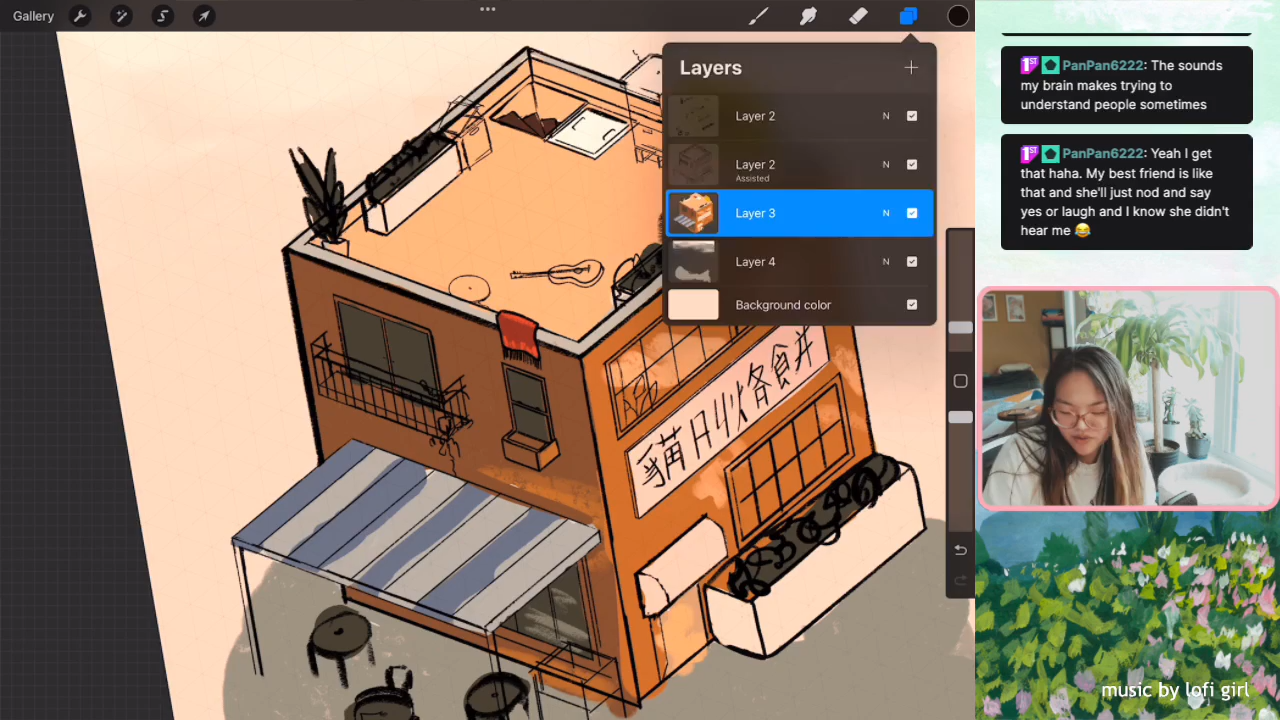 Gallery
Layers
Layer 2
N
Layer 2
N
Assisted
Layer 3
N
Layer 4
N
Background color
1ST PanPan6222: The sounds
my brain makes trying to
understand people sometimes
1ST PanPan6222: Yeah I get
that haha. My best friend is like
that and she'll just nod and say
yes or laugh and I know she didn't
hear me 😂
music by lofi girl